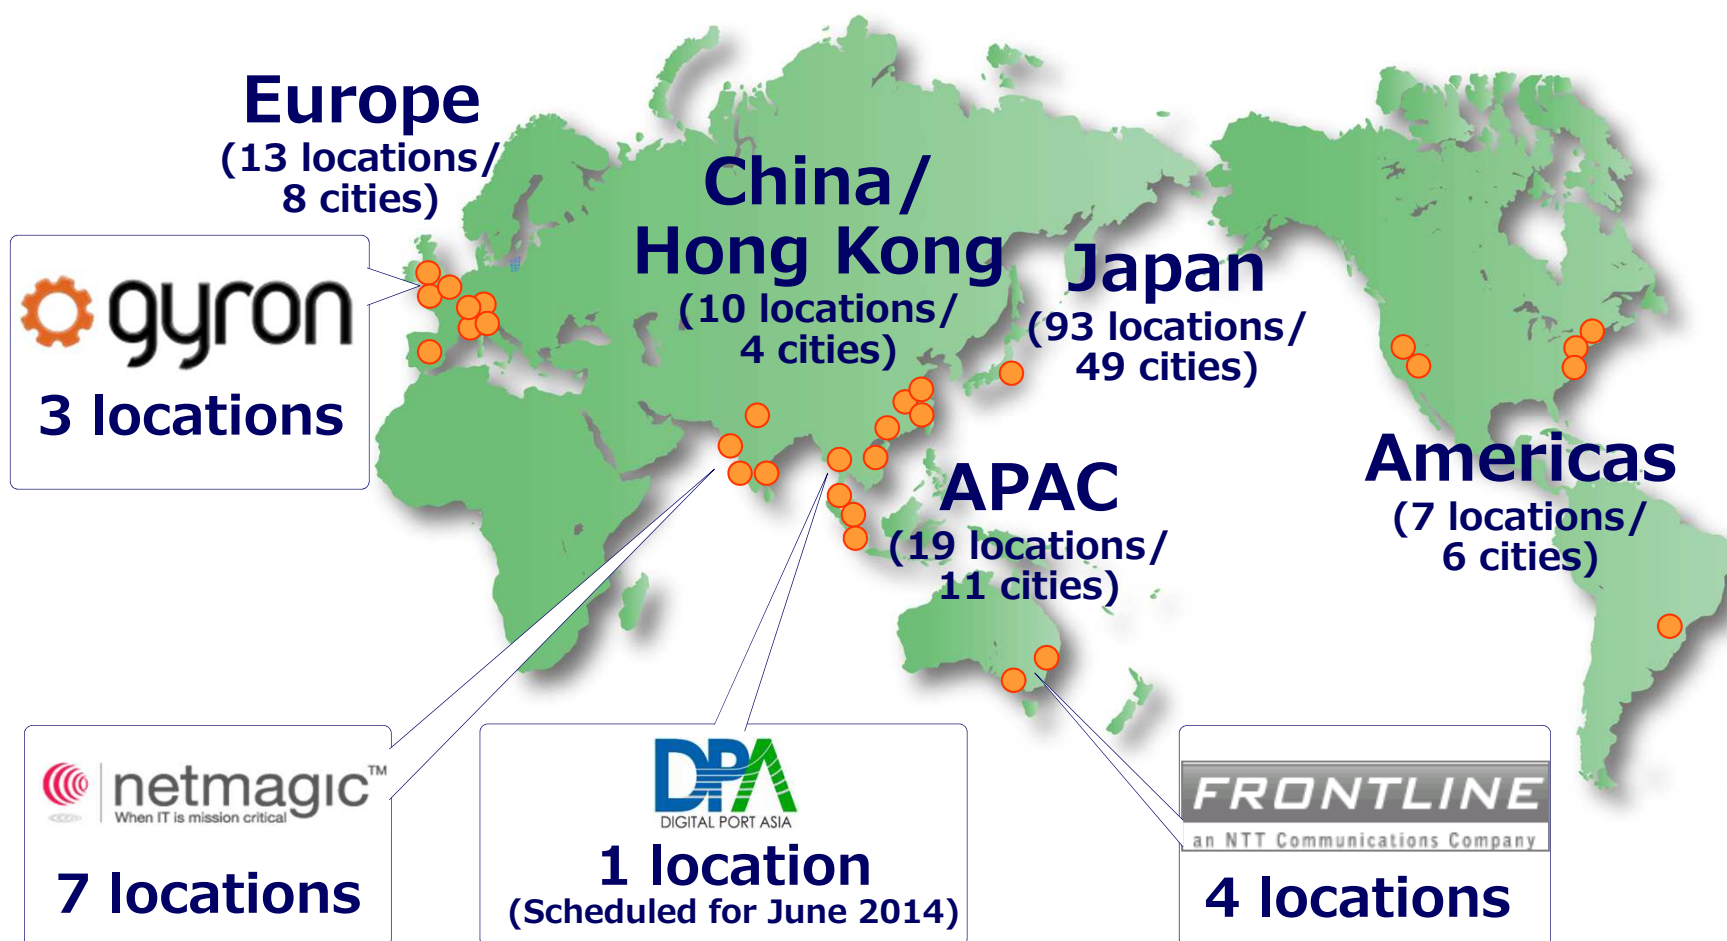 Europe
(13 locations/
8 cities)
China/
Hong Kong
(10 locations/
4 cities)
Japan
(93 locations/
49 cities)
gyron
3 locations
APAC
(19 locations/
11 cities)
Americas
(7 locations/
6 cities)
netmagic™
When IT is mission critical
7 locations
DPA
DIGITAL PORT ASIA
1 location
(Scheduled for June 2014)
FRONTLINE
an NTT Communications Company
4 locations